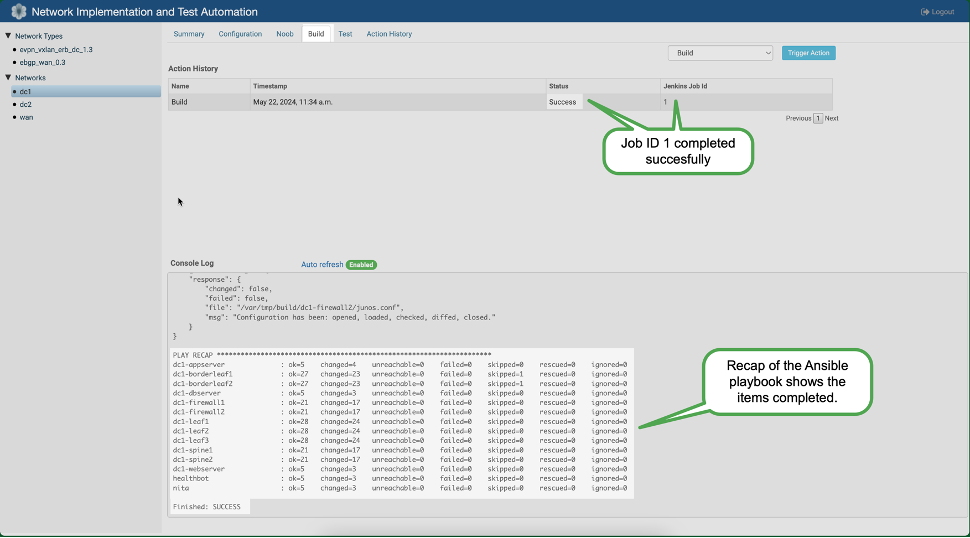 Network Implementation and Test Automation
Logout
Network Types
evpn_vxlan_erb_dc_1.3
ebgp_wan_0.3
Networks
dc1
dc2
wan
Summary Configuration Noob Build Test Action History
Build Trigger Action
Action History
Name Timestamp Status Jenkins Job Id
Build May 22, 2024, 11:34 a.m. Success 1
Previous 1 Next
Job ID 1 completed
succesfully
Console Log Auto refresh Enabled
"response": {
"changed": false,
"failed": false,
"file": "/var/tmp/build/dc1-firewall2/junos.conf",
"msg": "Configuration has been: opened, loaded, checked, diffed, closed."
}
}
PLAY RECAP *********************************************************************
dc1-appserver : ok=5 changed=4 unreachable=0 failed=0 skipped=0 rescued=0 ignored=0
dc1-borderleaf1 : ok=27 changed=23 unreachable=0 failed=0 skipped=1 rescued=0 ignored=0
dc1-borderleaf2 : ok=27 changed=23 unreachable=0 failed=0 skipped=1 rescued=0 ignored=0
dc1-dbserver : ok=5 changed=3 unreachable=0 failed=0 skipped=0 rescued=0 ignored=0
dc1-firewall1 : ok=21 changed=17 unreachable=0 failed=0 skipped=0 rescued=0 ignored=0
dc1-firewall2 : ok=21 changed=17 unreachable=0 failed=0 skipped=0 rescued=0 ignored=0
dc1-leaf1 : ok=28 changed=24 unreachable=0 failed=0 skipped=0 rescued=0 ignored=0
dc1-leaf2 : ok=28 changed=24 unreachable=0 failed=0 skipped=0 rescued=0 ignored=0
dc1-leaf3 : ok=28 changed=24 unreachable=0 failed=0 skipped=0 rescued=0 ignored=0
dc1-spine1 : ok=21 changed=17 unreachable=0 failed=0 skipped=0 rescued=0 ignored=0
dc1-spine2 : ok=21 changed=17 unreachable=0 failed=0 skipped=0 rescued=0 ignored=0
dc1-webserver : ok=5 changed=3 unreachable=0 failed=0 skipped=0 rescued=0 ignored=0
healthbot : ok=5 changed=3 unreachable=0 failed=0 skipped=0 rescued=0 ignored=0
nita : ok=5 changed=3 unreachable=0 failed=0 skipped=0 rescued=0 ignored=0
Finished: SUCCESS
Recap of the Ansible
playbook shows the
items completed.